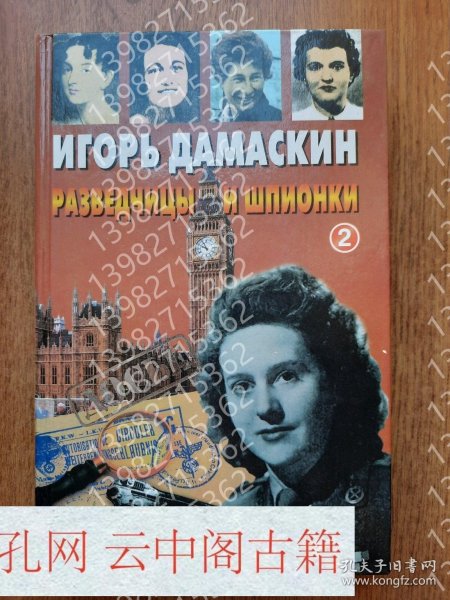 ИГОРЬ ДАМАСКИН
РАЗВЕДЧИЦЫ И ШПИОНКИ
2
13982715362
孔网 云中阁古籍
孔夫子旧书网
www.kongfz.com